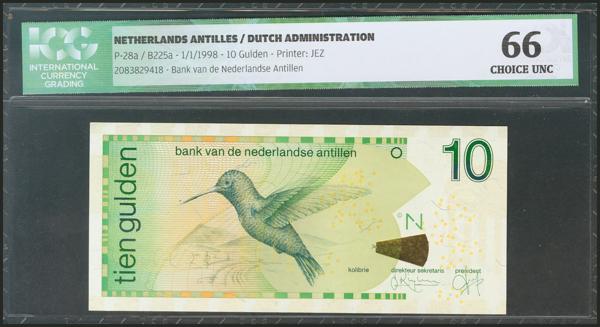 ICG
INTERNATIONAL
CURRENCY
GRADING
NETHERLANDS ANTILLES / DUTCH ADMINISTRATION
P-28a / B225a - 1/1/1998 - 10 Gulden - Printer: JEZ
2083829418 - Bank van de Nederlandse Antillen
66
CHOICE UNC
bank van de nederlandse antillen
10
tien gulden
N
kolibrie
direkteur sekretaris
president